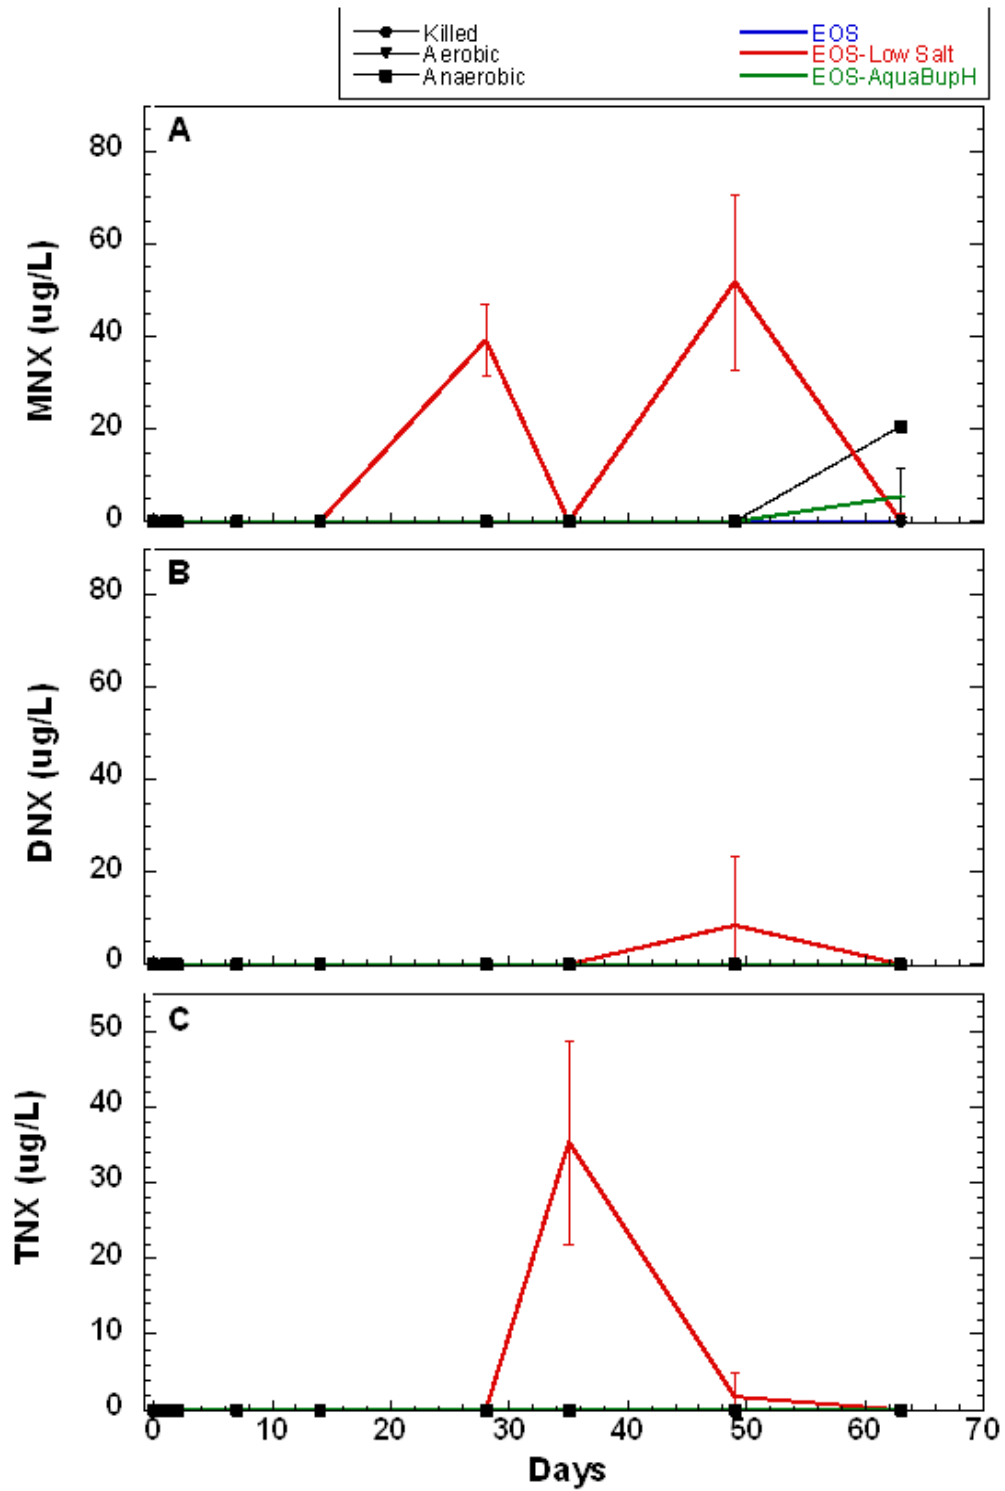 Killed
EOS
Aerobic
EOS-Low Salt
Anaerobic
EOS-AquaBupH
A
80
60
40
20
0
MNX (ug/L)
B
80
60
40
20
0
DNX (ug/L)
C
50
40
30
20
10
0
TNX (ug/L)
0 10 20 30 40 50 60 70
Days